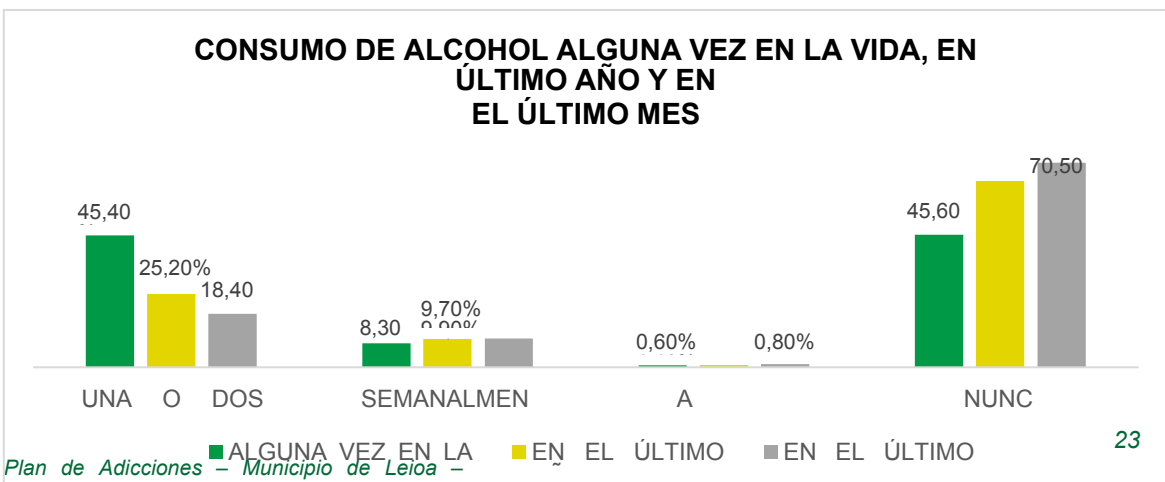 CONSUMO DE ALCOHOL ALGUNA VEZ EN LA VIDA, EN
ÚLTIMO AÑO Y EN
EL ÚLTIMO MES
45,40
25,20%
18,40
8,30
9,70%
9,90%
0,60%
0,80%
45,60
70,50
UNA O DOS
SEMANALMEN
A
NUNC
ALGUNA VEZ EN LA
EN EL ÚLTIMO
EN EL ÚLTIMO
23
Plan de Adicciones – Municipio de Leioa –